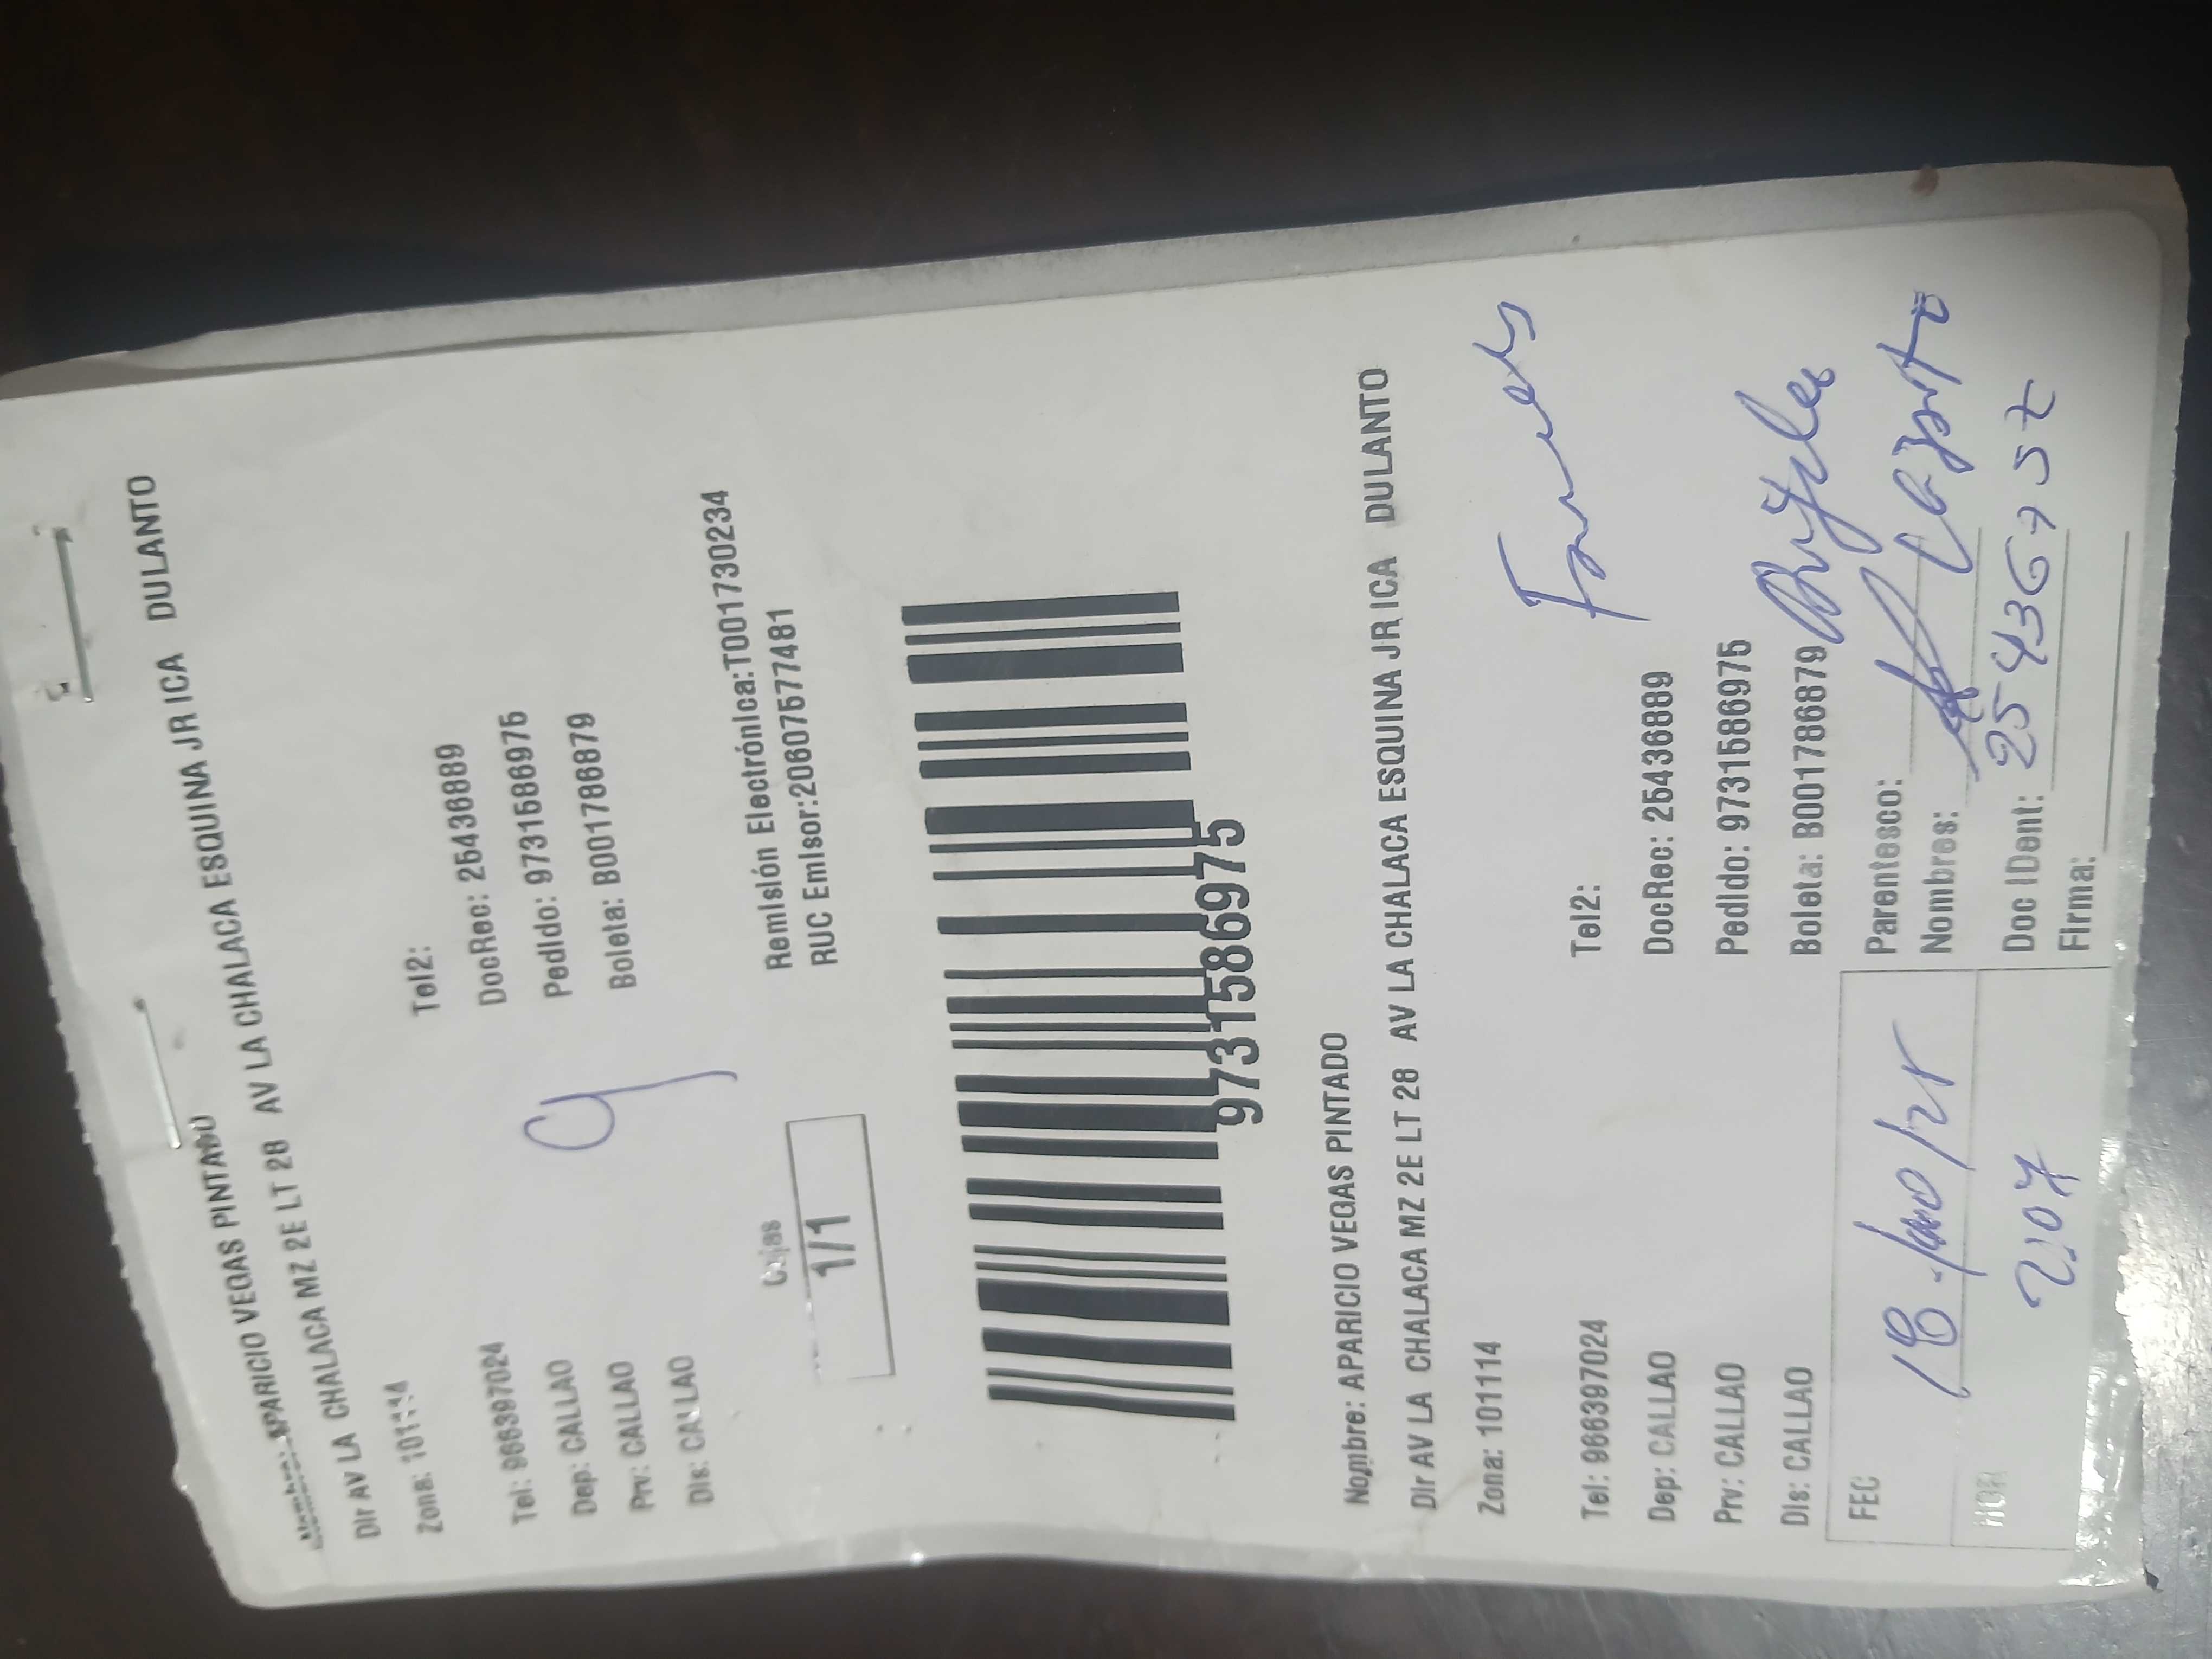 APARICIO VEGAS PINTADO
Dir AV LA CHALACA MZ 2E LT 28 AV LA CHALACA ESQUINA JR ICA DULANTO
Zona: 101114
Tel: 966397024
Tel2:
Dep: CALLAO
DocRec: 25436889
Prv: CALLAO
Pedido: 97315869​75
Dis: CALLAO
Boleta: B001786879
9
Cajas
1/1
Remisión Electrónica:T001730234
RUC Emisor:20607577481
9731586975
Nombre: APARICIO VEGAS PINTADO
Dir AV LA CHALACA MZ 2E LT 28 AV LA CHALACA ESQUINA JR ICA DULANTO
Zona: 101114
Tel: 966397024
Tel2:
Dep: CALLAO
DocRec: 25436889
Prv: CALLAO
Pedido: 9731586975
Dis: CALLAO
Boleta: B001786879
FEC
Parentesco:
Nombres:
HOR
2107
Doc IDent:
Firma: